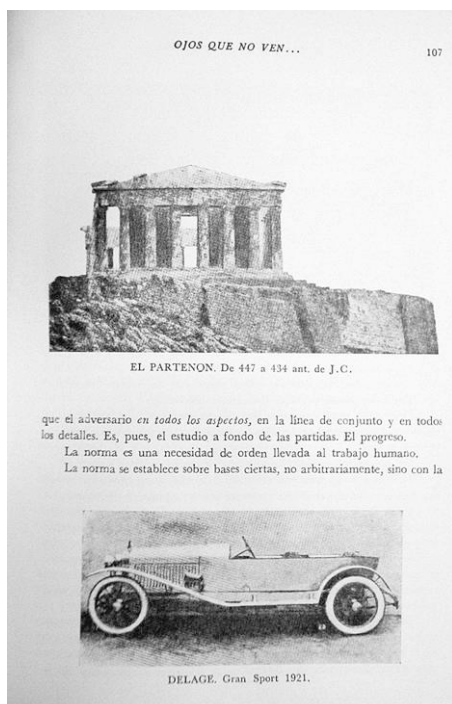 OJOS QUE NO VEN...
107
EL PARTENON. De 447 a 434 ant. de J.C.
que el adversario en todos los aspectos, en la línea de conjunto y en todos
los detalles. Es, pues, el estudio a fondo de las partidas. El progreso.
La norma es una necesidad de orden llevada al trabajo humano.
La norma se establece sobre bases ciertas, no arbitrariamente, sino con la
DELAGE. Gran Sport 1921.